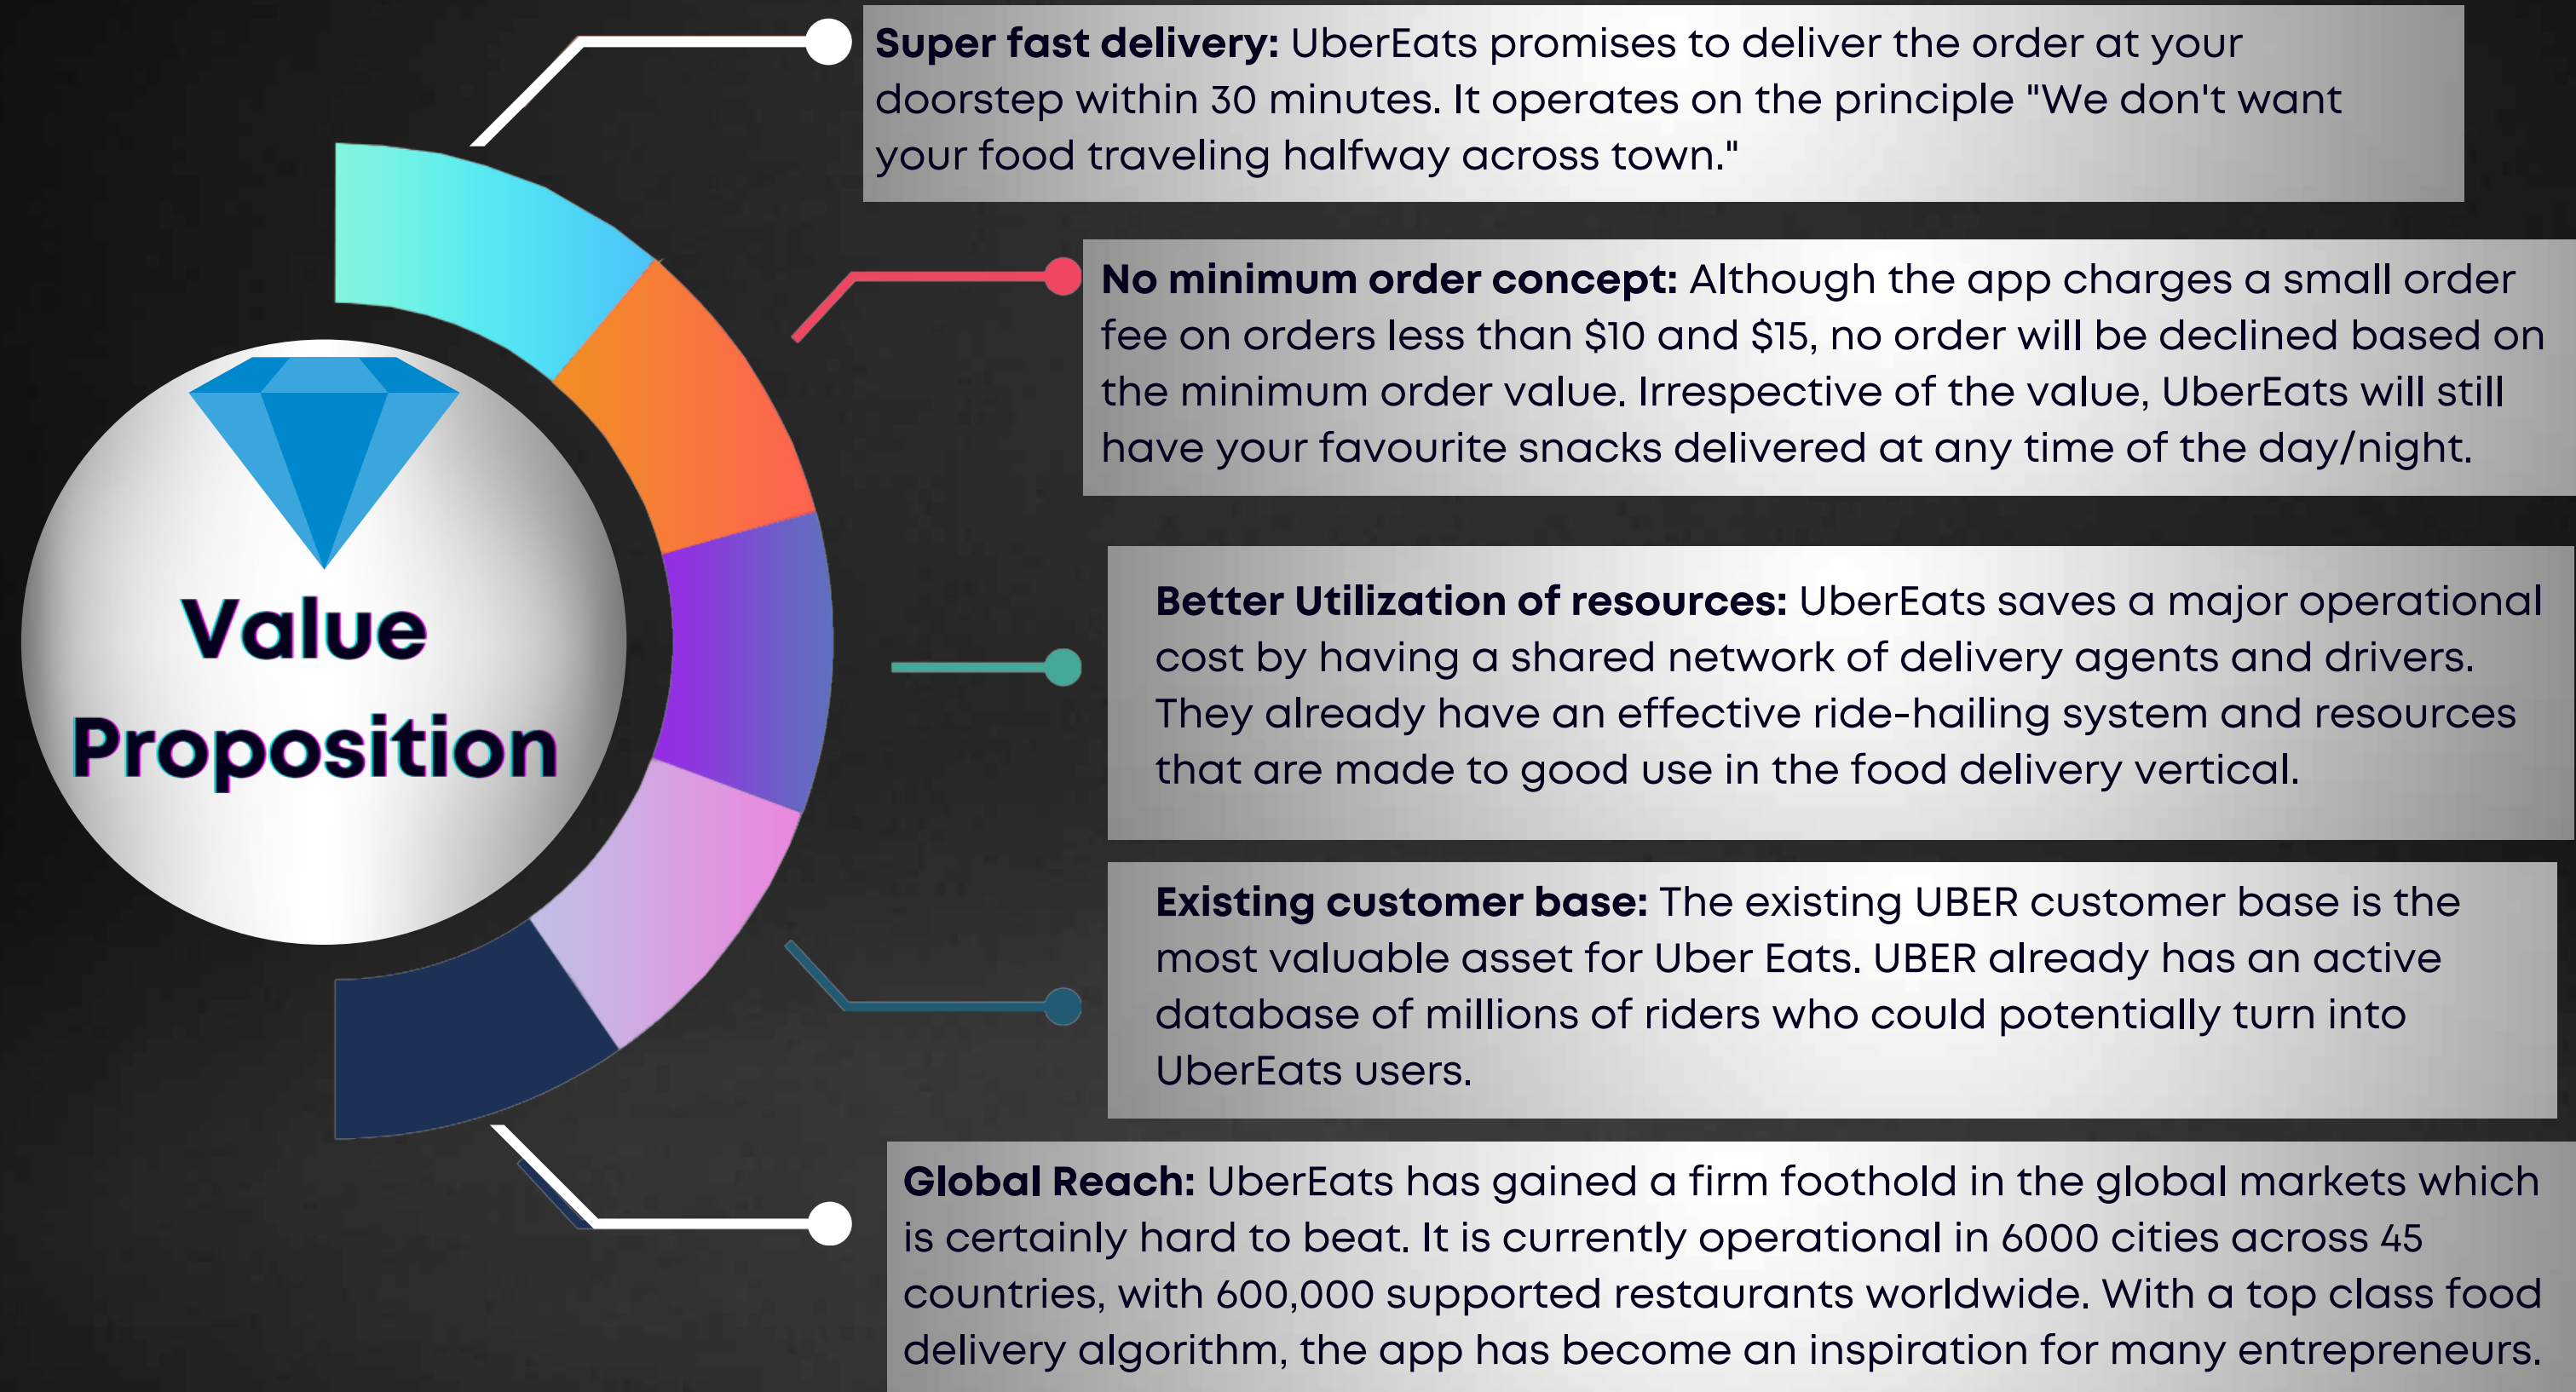 Value
Proposition
Super fast delivery: UberEats promises to deliver the order at your
doorstep within 30 minutes. It operates on the principle "We don't want
your food traveling halfway across town."
No minimum order concept: Although the app charges a small order
fee on orders less than $10 and $15, no order will be declined based on
the minimum order value. Irrespective of the value, UberEats will still
have your favourite snacks delivered at any time of the day/night.
Better Utilization of resources: UberEats saves a major operational
cost by having a shared network of delivery agents and drivers.
They already have an effective ride-hailing system and resources
that are made to good use in the food delivery vertical.
Existing customer base: The existing UBER customer base is the
most valuable asset for Uber Eats. UBER already has an active
database of millions of riders who could potentially turn into
UberEats users.
Global Reach: UberEats has gained a firm foothold in the global markets which
is certainly hard to beat. It is currently operational in 6000 cities across 45
countries, with 600,000 supported restaurants worldwide. With a top class food
delivery algorithm, the app has become an inspiration for many entrepreneurs.